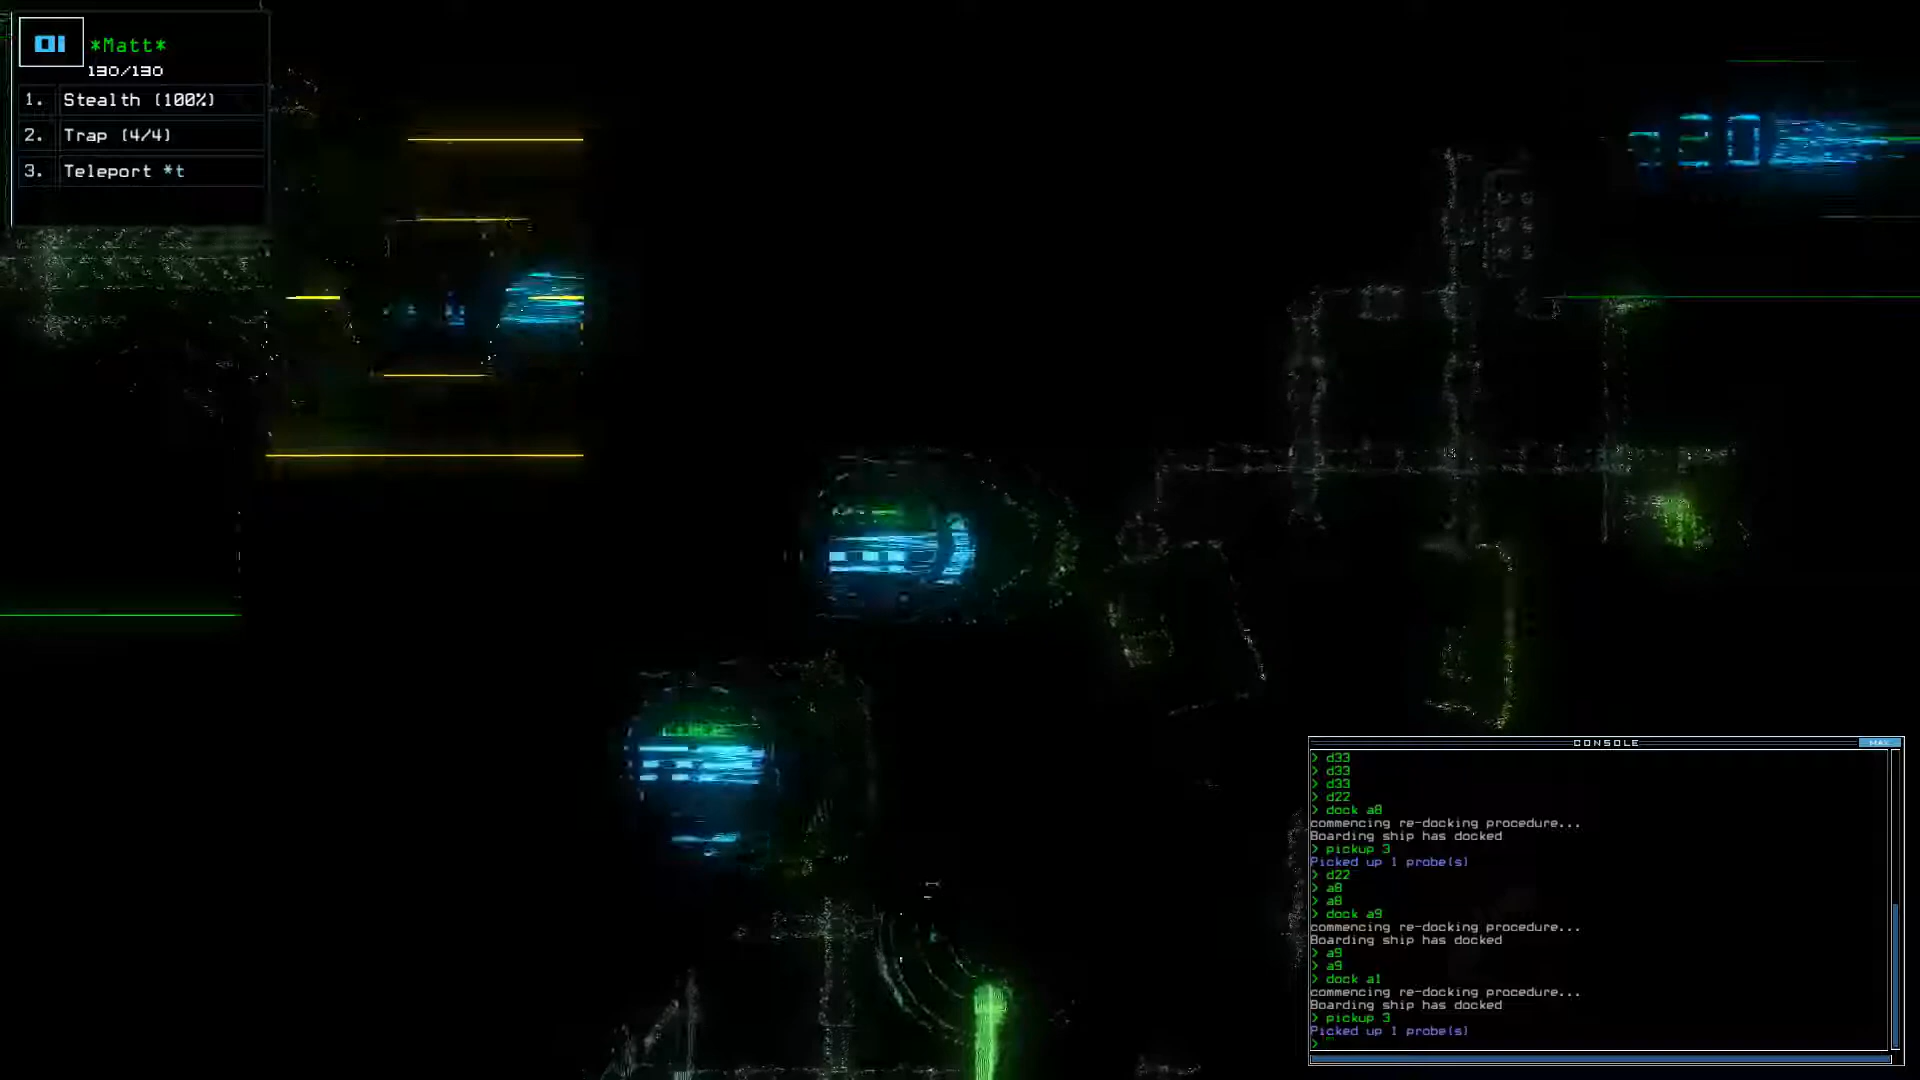 01
*Matt*
130/130
1. Stealth (100%)
2. Trap (4/4)
3. Teleport *t
CONSOLE
MAX
> d33
> d33
> d33
> d22
> dock a8
commencing re-docking procedure...
Boarding ship has docked
> pickup 3
Picked up 1 probe(s)
> d22
> a8
> a8
> dock a9
commencing re-docking procedure...
Boarding ship has docked
> a9
> a9
> dock a1
commencing re-docking procedure...
Boarding ship has docked
> pickup 3
Picked up 1 probe(s)
>